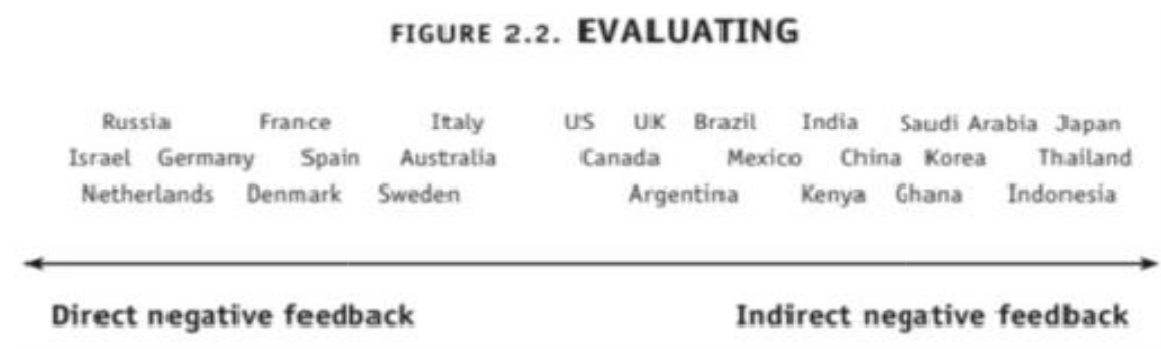 FIGURE 2.2. EVALUATING
Russia France Italy US UK Brazil India Saudi Arabia Japan
Israel Germany Spain Australia Canada Mexico China Korea Thailand
Netherlands Denmark Sweden Argentina Kenya Ghana Indonesia
Direct negative feedback Indirect negative feedback